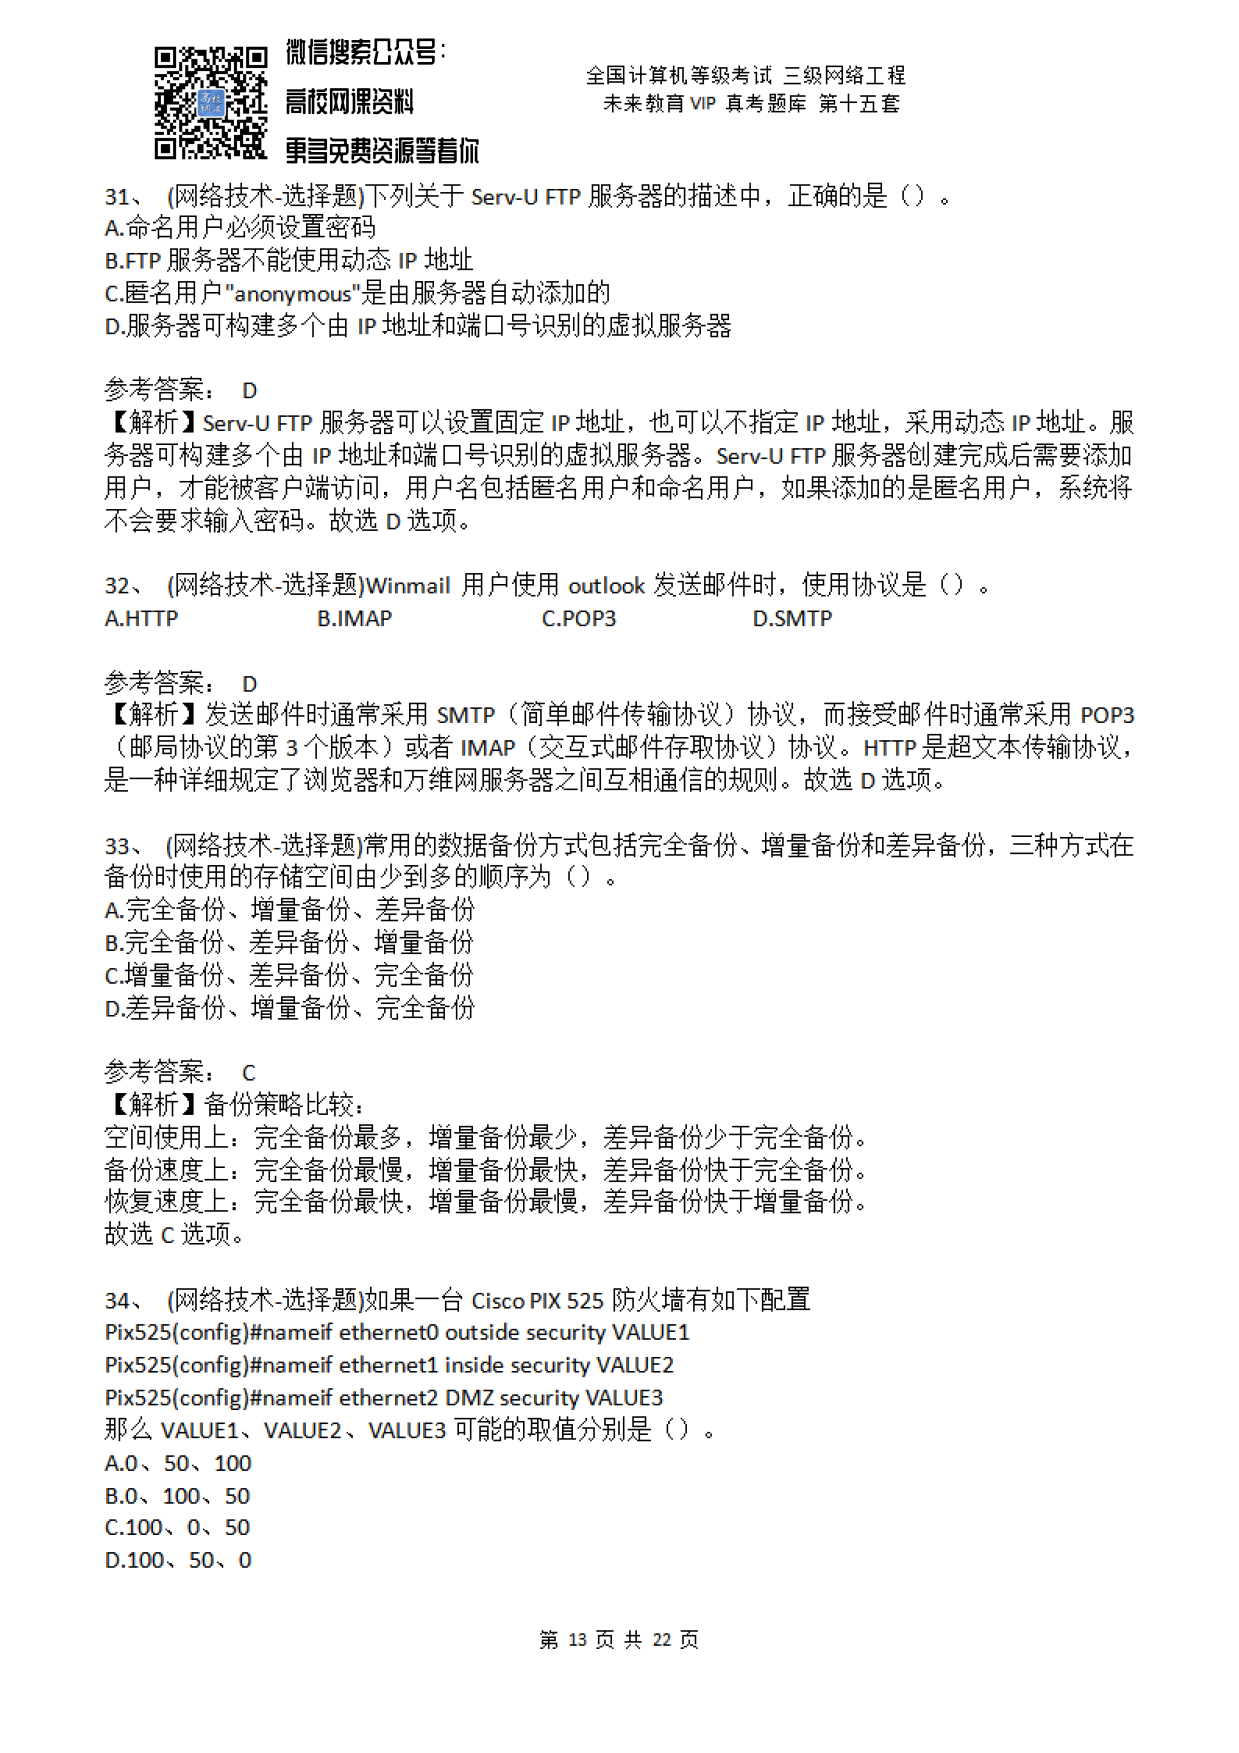 微信搜索公众号：
高校网课资料
更多免费资源等着你
全国计算机等级考试 三级网络工程
未来教育 VIP 真考题库 第十五套
31、 (网络技术-选择题)下列关于 Serv-U FTP 服务器的描述中，正确的是（）。
A.命名用户必须设置密码
B.FTP 服务器不能使用动态 IP 地址
C.匿名用户"anonymous"是由服务器自动添加的
D.服务器可构建多个由 IP 地址和端口号识别的虚拟服务器
参考答案： D
【解析】Serv-U FTP 服务器可以设置固定 IP 地址，也可以不指定 IP 地址，采用动态 IP 地址。服
务器可构建多个由 IP 地址和端口号识别的虚拟服务器。Serv-U FTP 服务器创建完成后需要添加
用户，才能被客户端访问，用户名包括匿名用户和命名用户，如果添加的是匿名用户，系统将
不会要求输入密码。故选 D 选项。
32、 (网络技术-选择题)Winmail 用户使用 outlook 发送邮件时，使用协议是（）。
A.HTTP B.IMAP C.POP3 D.SMTP
参考答案： D
【解析】发送邮件时通常采用 SMTP（简单邮件传输协议）协议，而接受邮件时通常采用 POP3
（邮局协议的第 3 个版本）或者 IMAP（交互式邮件存取协议）协议。HTTP 是超文本传输协议，
是一种详细规定了浏览器和万维网服务器之间互相通信的规则。故选 D 选项。
33、 (网络技术-选择题)常用的数据备份方式包括完全备份、增量备份和差异备份，三种方式在
备份时使用的存储空间由少到多的顺序为（）。
A.完全备份、增量备份、差异备份
B.完全备份、差异备份、增量备份
C.增量备份、差异备份、完全备份
D.差异备份、增量备份、完全备份
参考答案： C
【解析】备份策略比较：
空间使用上：完全备份最多，增量备份最少，差异备份少于完全备份。
备份速度上：完全备份最慢，增量备份最快，差异备份快于完全备份。
恢复速度上：完全备份最快，增量备份最慢，差异备份快于增量备份。
故选 C 选项。
34、 (网络技术-选择题)如果一台 Cisco PIX 525 防火墙有如下配置
Pix525(config)#nameif ethernet0 outside security VALUE1
Pix525(config)#nameif ethernet1 inside security VALUE2
Pix525(config)#nameif ethernet2 DMZ security VALUE3
那么 VALUE1、VALUE2、VALUE3 可能的取值分别是（）。
A.0、50、100
B.0、100、50
C.100、0、50
D.100、50、0
第 13 页 共 22 页